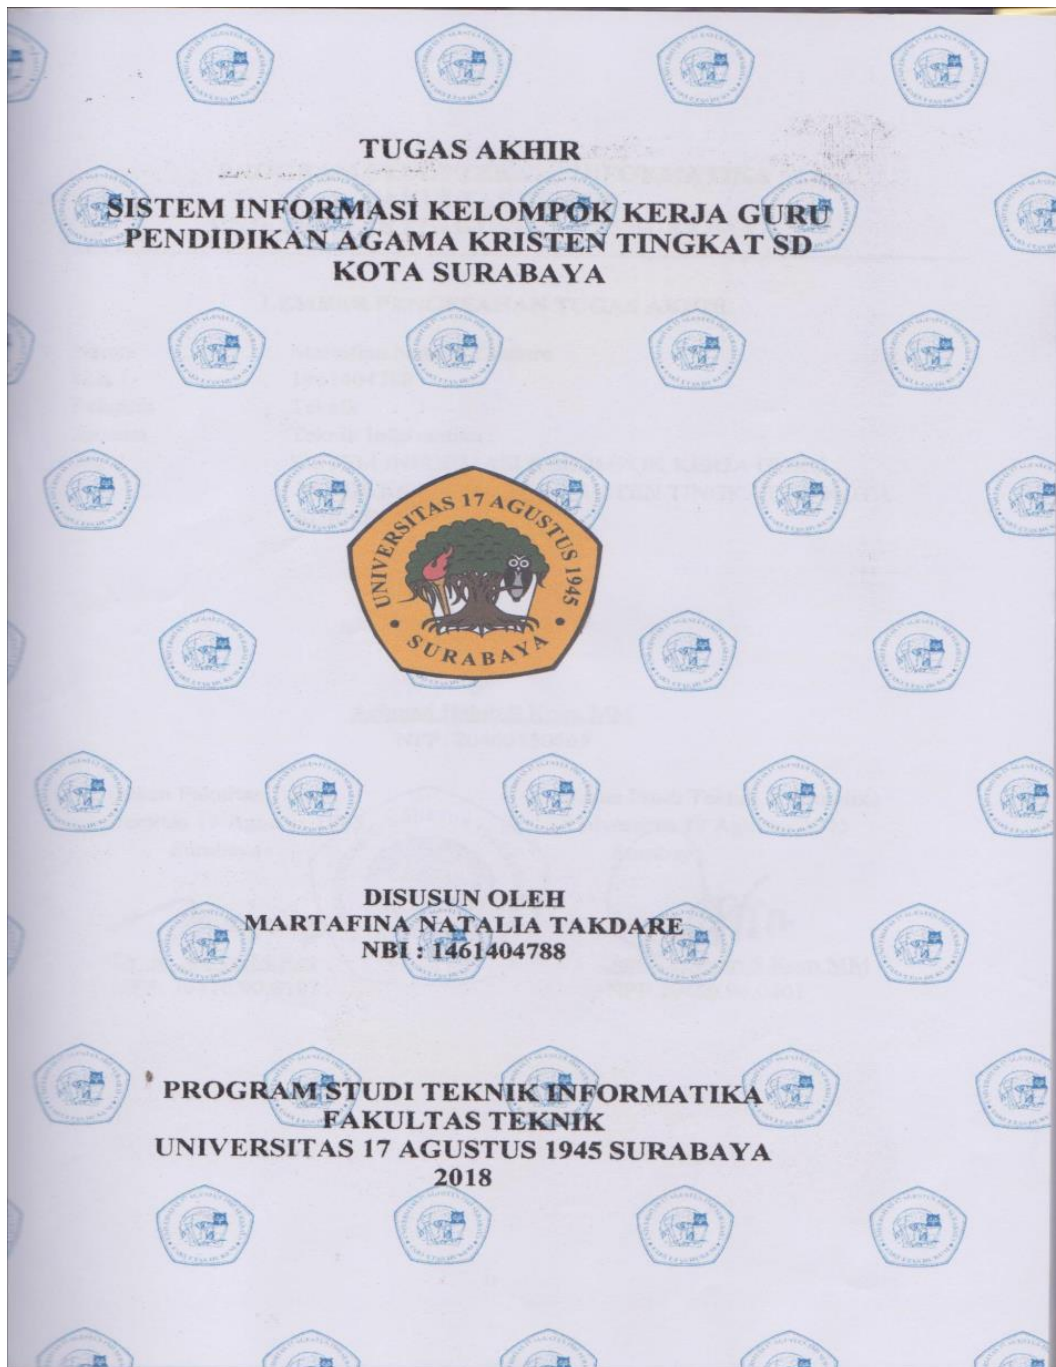 TUGAS AKHIR
SISTEM INFORMASI KELOMPOK KERJA GURU
PENDIDIKAN AGAMA KRISTEN TINGKAT SD
KOTA SURABAYA
UNIVERSITAS 17 AGUSTUS 1945
SURABAYA
DISUSUN OLEH
MARTAFINA NATALIA TAKDARE
NBI : 1461404788
PROGRAM STUDI TEKNIK INFORMATIKA
FAKULTAS TEKNIK
UNIVERSITAS 17 AGUSTUS 1945 SURABAYA
2018